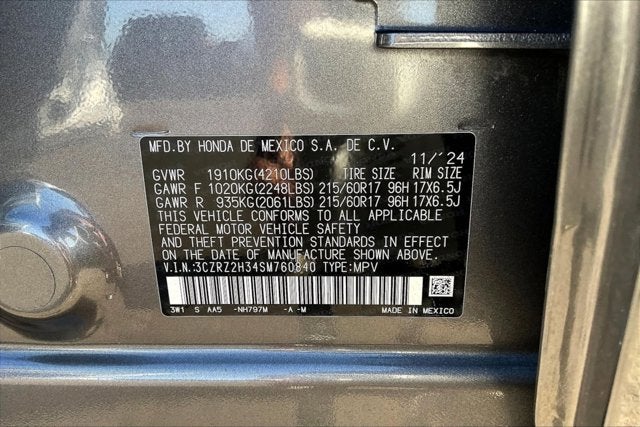 MFD.BY HONDA DE MEXICO S.A. DE C.V.
11/'24
GVWR 1910KG(4210LBS) TIRE SIZE RIM SIZE
GAWR F 1020KG(2248LBS) 215/60R17 96H 17X6.5J
GAWR R 935KG(2061LBS) 215/60R17 96H 17X6.5J
THIS VEHICLE CONFORMS TO ALL APPLICABLE
FEDERAL MOTOR VEHICLE SAFETY
AND THEFT PREVENTION STANDARDS IN EFFECT
ON THE DATE OF MANUFACTURE SHOWN ABOVE.
V.I.N:3CZRZ2H34SM760840 TYPE:MPV
3W1 S AA5 -NH797M -A -M MADE IN MEXICO